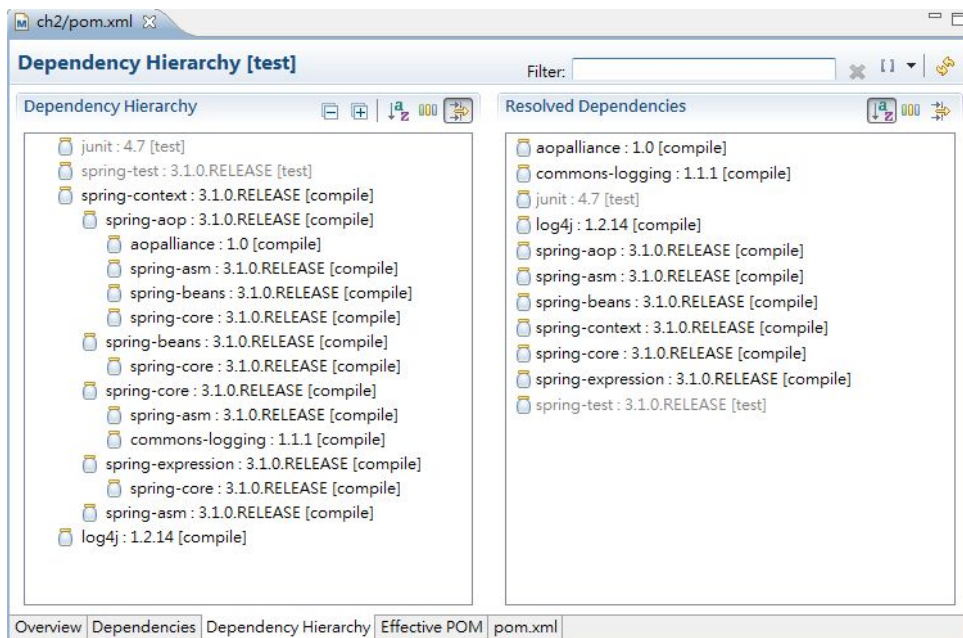 ch2/pom.xml
Dependency Hierarchy [test]
Filter:
Dependency Hierarchy
junit : 4.7 [test]
spring-test : 3.1.0.RELEASE [test]
spring-context : 3.1.0.RELEASE [compile]
spring-aop : 3.1.0.RELEASE [compile]
aopalliance : 1.0 [compile]
spring-asm : 3.1.0.RELEASE [compile]
spring-beans : 3.1.0.RELEASE [compile]
spring-core : 3.1.0.RELEASE [compile]
spring-beans : 3.1.0.RELEASE [compile]
spring-core : 3.1.0.RELEASE [compile]
spring-core : 3.1.0.RELEASE [compile]
spring-asm : 3.1.0.RELEASE [compile]
commons-logging : 1.1.1 [compile]
spring-expression : 3.1.0.RELEASE [compile]
spring-core : 3.1.0.RELEASE [compile]
spring-asm : 3.1.0.RELEASE [compile]
log4j : 1.2.14 [compile]
Resolved Dependencies
aopalliance : 1.0 [compile]
commons-logging : 1.1.1 [compile]
junit : 4.7 [test]
log4j : 1.2.14 [compile]
spring-aop : 3.1.0.RELEASE [compile]
spring-asm : 3.1.0.RELEASE [compile]
spring-beans : 3.1.0.RELEASE [compile]
spring-context : 3.1.0.RELEASE [compile]
spring-core : 3.1.0.RELEASE [compile]
spring-expression : 3.1.0.RELEASE [compile]
spring-test : 3.1.0.RELEASE [test]
Overview Dependencies Dependency Hierarchy Effective POM pom.xml